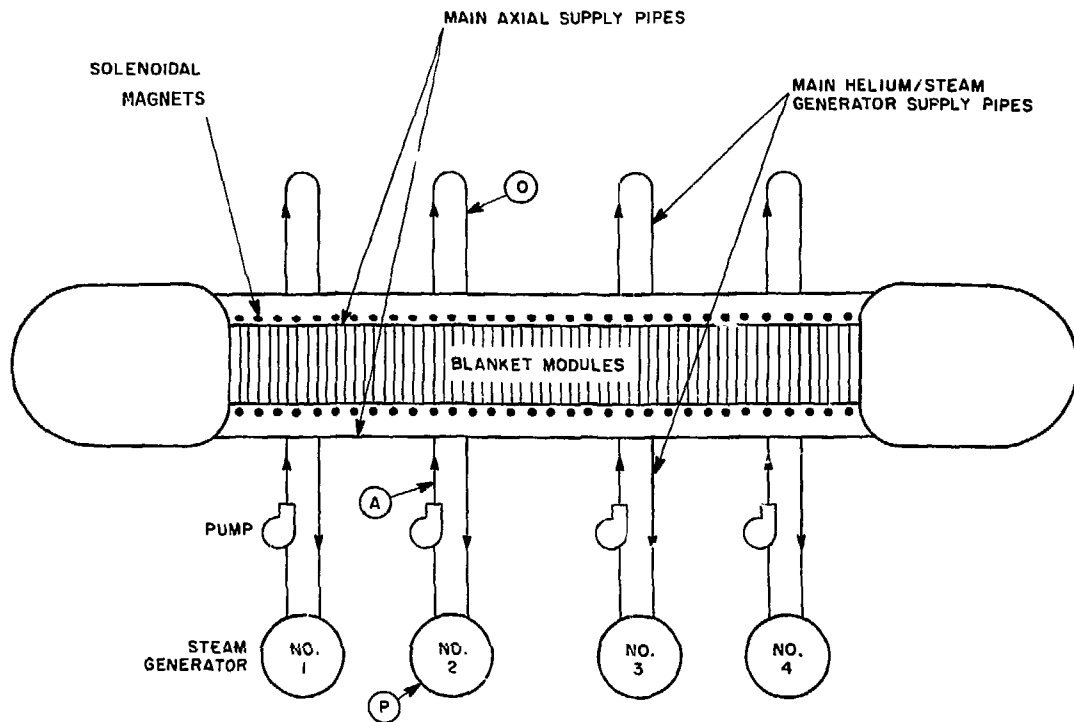 MAIN AXIAL SUPPLY PIPES
SOLENOIDAL
MAGNETS
MAIN HELIUM/STEAM
GENERATOR SUPPLY PIPES
O
BLANKET MODULES
A
PUMP
STEAM
GENERATOR
NO.
1
NO.
2
NO.
3
NO.
4
P